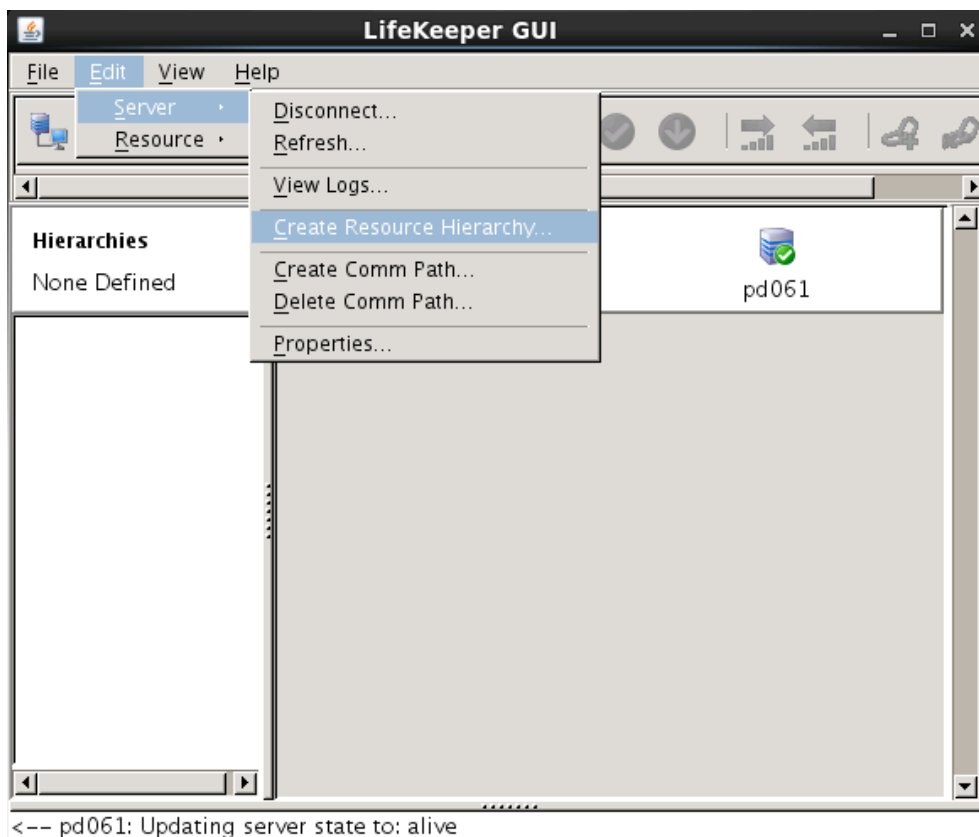 LifeKeeper GUI
File Edit View Help
Server
Resource
Disconnect...
Refresh...
View Logs...
Create Resource Hierarchy...
Create Comm Path...
Delete Comm Path...
Properties...
Hierarchies
None Defined
pd061
<-- pd061: Updating server state to: alive